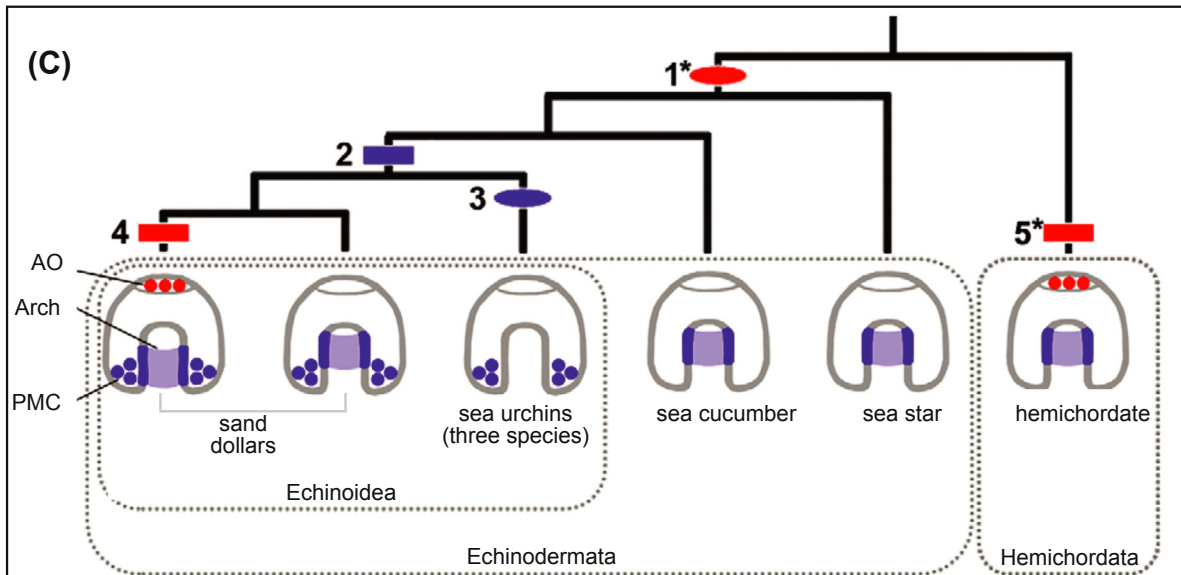 (C)
1*
2
3
4
5*
AO
Arch
PMC
sand
dollars
sea urchins
(three species)
sea cucumber
sea star
hemichordate
Echinoidea
Echinodermata
Hemichordata